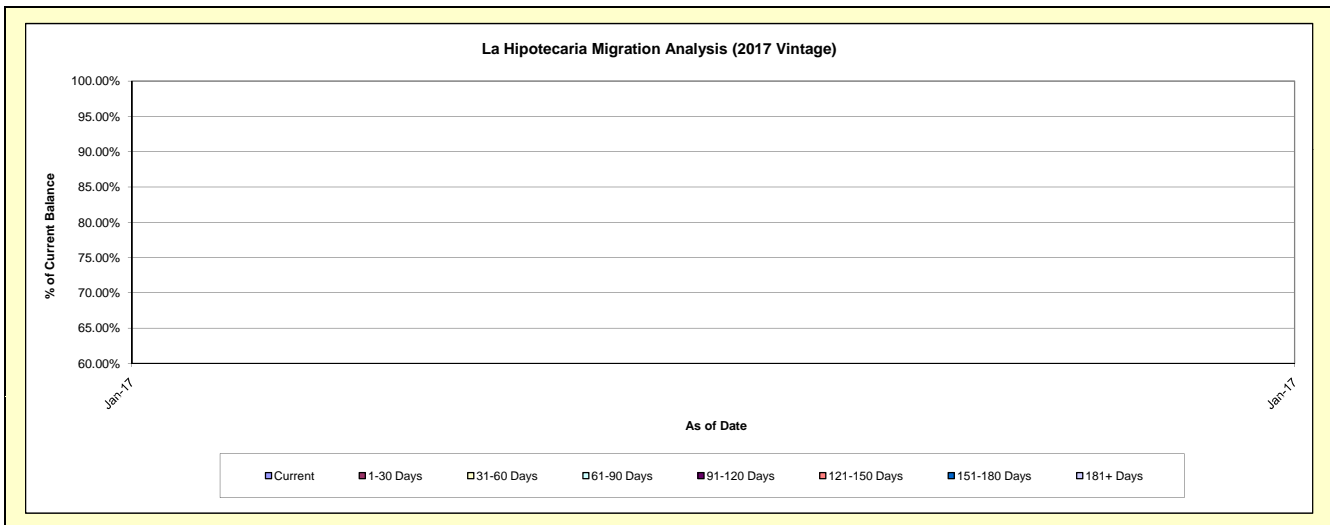 La Hipotecaria Migration Analysis (2017 Vintage)
100.00%
95.00%
90.00%
85.00%
80.00%
75.00%
70.00%
65.00%
60.00%
% of Current Balance
Jan-17 Jan-17
As of Date
Current 1-30 Days 31-60 Days 61-90 Days 91-120 Days 121-150 Days 151-180 Days 181+ Days